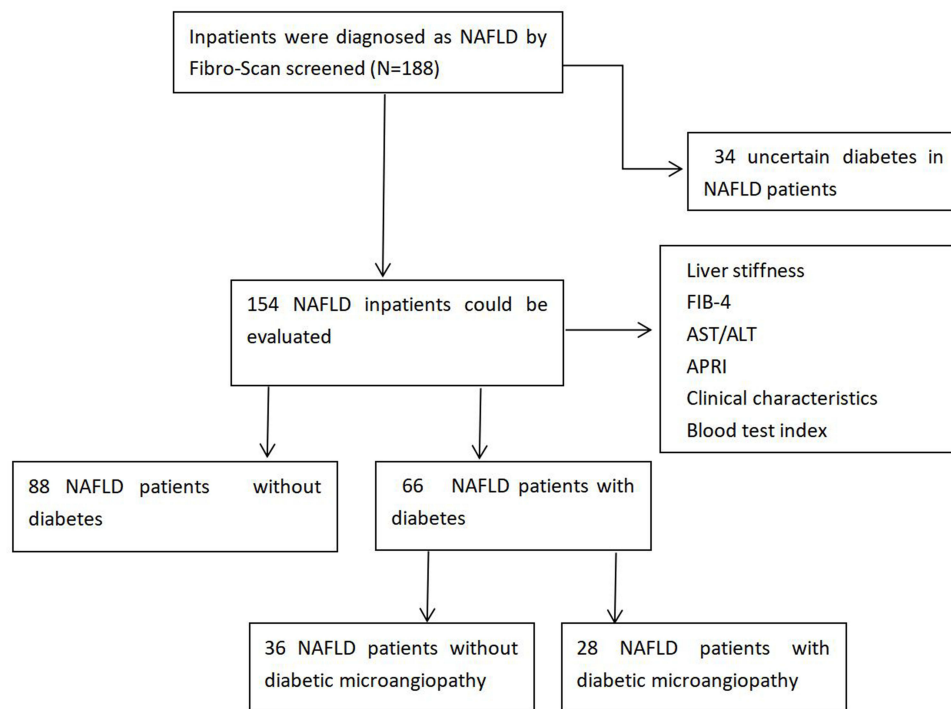 Inpatients were diagnosed as NAFLD by
Fibro-Scan screened (N=188)
34 uncertain diabetes in
NAFLD patients
154 NAFLD inpatients could be
evaluated
Liver stiffness
FIB-4
AST/ALT
APRI
Clinical characteristics
Blood test index
88 NAFLD patients without
diabetes
66 NAFLD patients with
diabetes
36 NAFLD patients without
diabetic microangiopathy
28 NAFLD patients with
diabetic microangiopathy